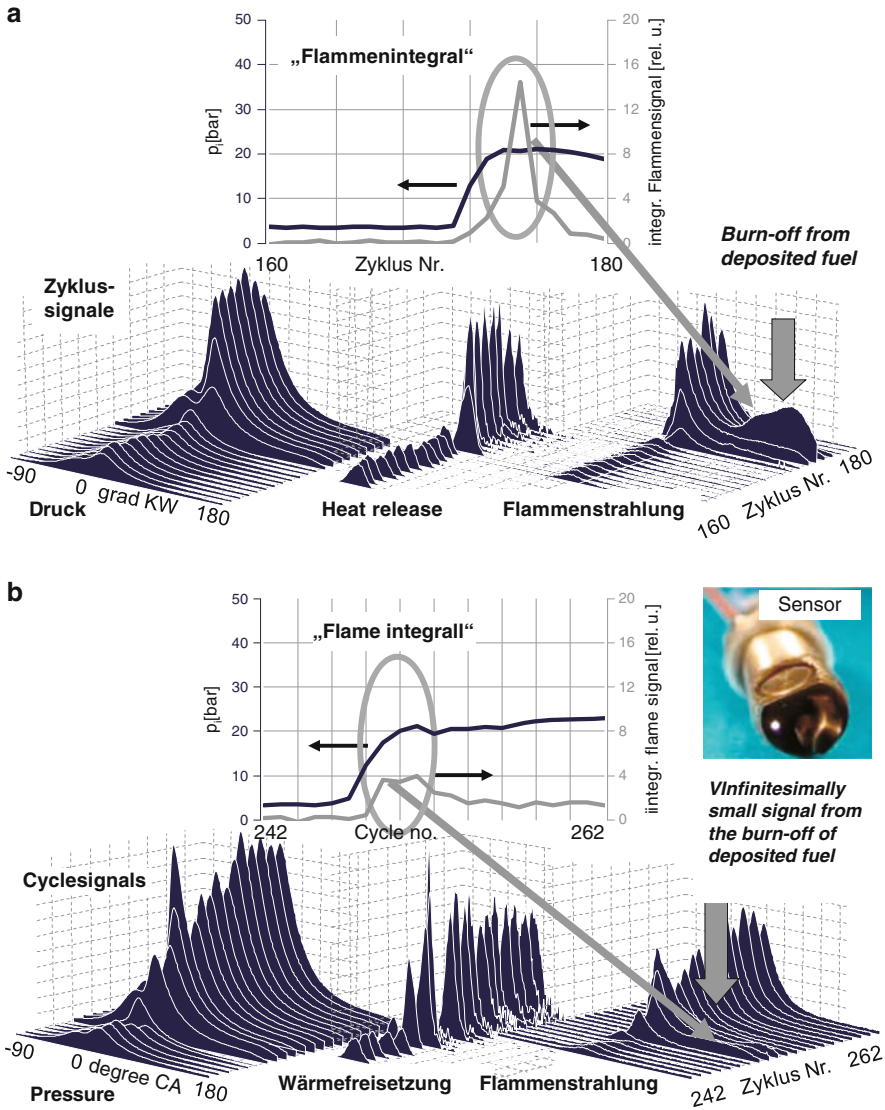 a
50
40
30
20
10
0
pi[bar]
„Flammenintegral“
20
16
12
8
4
0
integr. Flammensignal [rel. u.]
160
Zyklus Nr.
180
Burn-off from
deposited fuel
Zyklus-
signale
-90
0
grad KW
180
Druck
Heat release
Flammenstrahlung
160
Zyklus Nr.
180
b
50
40
30
20
10
0
pi[bar]
„Flame integrall“
20
16
12
8
4
0
iintegr. flame signal [rel. u.]
242
Cycle no.
262
Sensor
VInfinitesimally
small signal from
the burn-off of
deposited fuel
Cyclesignals
-90
0
degree CA
180
Pressure
Wärmefreisetzung
Flammenstrahlung
242
Zyklus Nr.
262